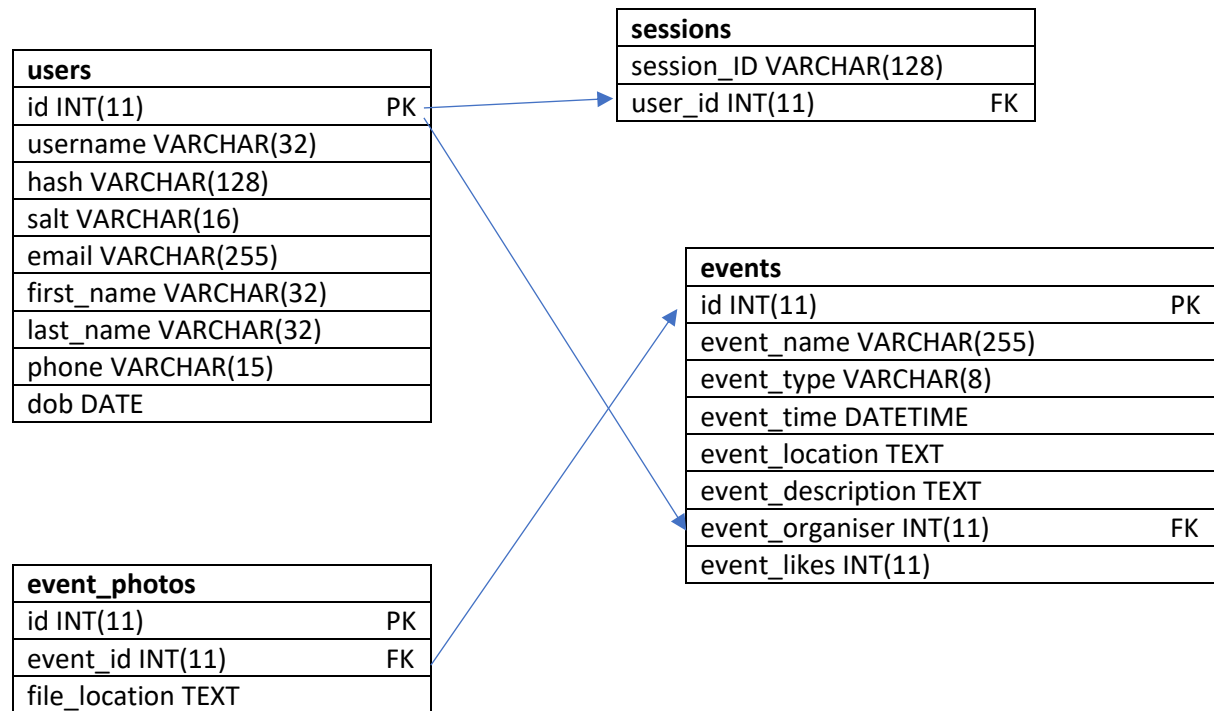 users
id INT(11) PK
username VARCHAR(32)
hash VARCHAR(128)
salt VARCHAR(16)
email VARCHAR(255)
first_name VARCHAR(32)
last_name VARCHAR(32)
phone VARCHAR(15)
dob DATE
sessions
session_ID VARCHAR(128)
user_id INT(11) FK
events
id INT(11) PK
event_name VARCHAR(255)
event_type VARCHAR(8)
event_time DATETIME
event_location TEXT
event_description TEXT
event_organiser INT(11) FK
event_likes INT(11)
event_photos
id INT(11) PK
event_id INT(11) FK
file_location TEXT